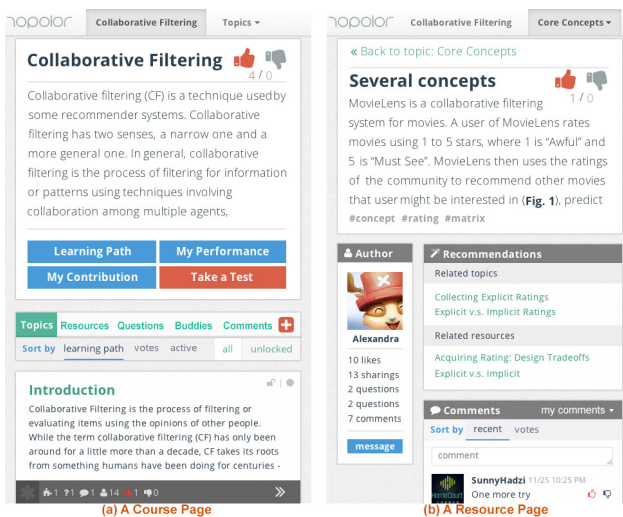 nopolor Collaborative Filtering Topics
Collaborative Filtering
4 / 0
Collaborative filtering (CF) is a technique usedby
some recommender systems. Collaborative
filtering has two senses, a narrow one and a
more general one. In general, collaborative
filtering is the process of filtering for information
or patterns using techniques involving
collaboration among multiple agents,
Learning Path My Performance
My Contribution Take a Test
Topics Resources Questions Buddies Comments
Sort by learning path votes active all unlocked
Introduction
Collaborative Filtering is the process of filtering or
evaluating items using the opinions of other people.
While the term collaborative filtering (CF) has only been
around for a little more than a decade, CF takes its roots
from something humans have been doing for centuries -
1 ?1 1 14 1 0
(a) A Course Page
nopolor Collaborative Filtering Core Concepts
« Back to topic: Core Concepts
Several concepts
1 / 0
MovieLens is a collaborative filtering
system for movies. A user of MovieLens rates
movies using 1 to 5 stars, where 1 is “Awful” and
5 is “Must See”. MovieLens then uses the ratings
of the community to recommend other movies
that user might be interested in (Fig. 1), predict
#concept #rating #matrix
Author
Alexandra
10 likes
13 sharings
2 questions
2 questions
7 comments
message
Recommendations
Related topics
Collecting Explicit Ratings
Explicit v.s. Implicit Ratings
Related resources
Acquiring Rating: Design Tradeoffs
Explicit v.s. Implicit
Comments my comments
Sort by recent votes
comment
HomeCourt
SunnyHadzi 11/25 10:25 PM
One more try
(b) A Resource Page